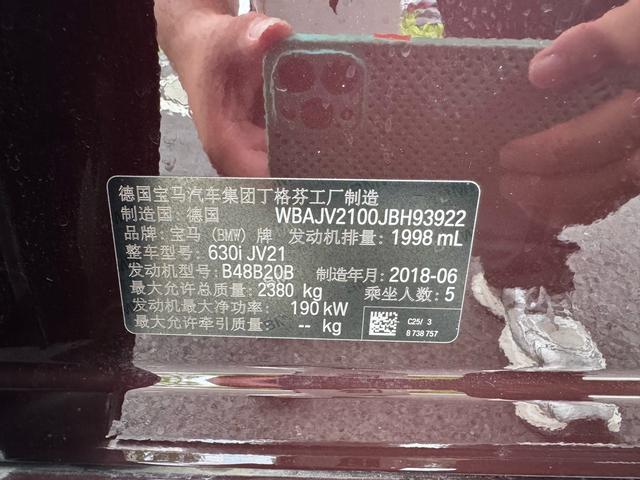 德国宝马汽车集团丁格芬工厂制造
制造国: 德国 WBAJV2100JBH93922
品牌: 宝马 (BMW) 牌 发动机排量: 1998 mL
整车型号: 630i JV21
发动机型号: B48B20B 制造年月: 2018-06
最大允许总质量: 2380 kg 乘坐人数: 5
发动机最大净功率: 190 kW
最大允许牵引质量: -- kg
C25/ 3
8 738 757